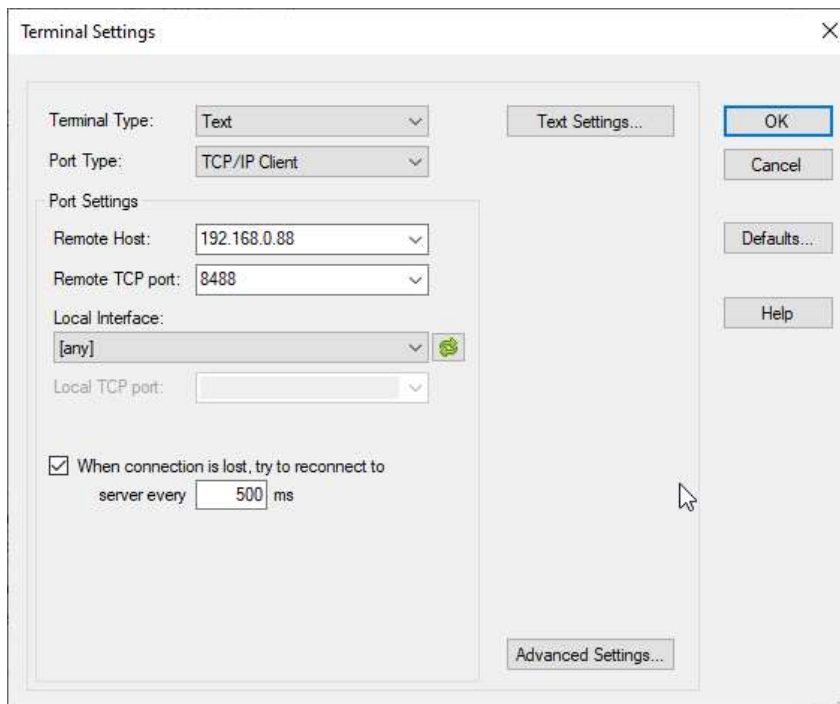 Terminal Settings
Terminal Type: Text Text Settings... OK
Port Type: TCP/IP Client Cancel
Port Settings
Remote Host: 192.168.0.88 Defaults...
Remote TCP port: 8488
Local Interface: Help
[any]
Local TCP port:
When connection is lost, try to reconnect to
server every 500 ms
Advanced Settings...